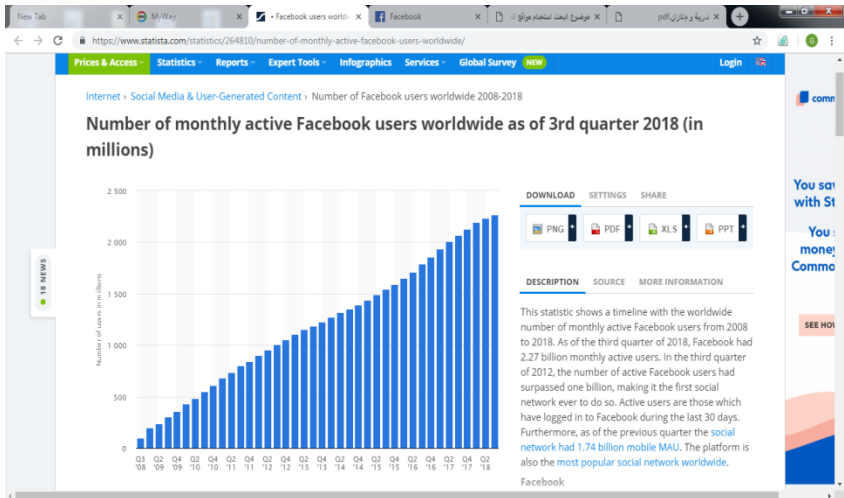 New Tab
MyWay
• Facebook users world
Facebook
موضوع البحث استخدام مواقع
درية و مازن.pdf
https://www.statista.com/statistics/264810/number-of-monthly-active-facebook-users-worldwide/
G
Prices & Access Statistics Reports Expert Tools Infographics Services Global Survey NEW Login
Internet › Social Media & User-Generated Content › Number of Facebook users worldwide 2008-2018
Number of monthly active Facebook users worldwide as of 3rd quarter 2018 (in
millions)
Number of users in millions
2 500
2 000
1 500
1 000
500
0
Q3 '08 Q2 '09 Q4 '09 Q2 '10 Q4 '10 Q2 '11 Q4 '11 Q2 '12 Q4 '12 Q2 '13 Q4 '13 Q2 '14 Q4 '14 Q2 '15 Q4 '15 Q2 '16 Q4 '16 Q2 '17 Q4 '17 Q2 '18
18 NEWS
DOWNLOAD SETTINGS SHARE
PNG + PDF + XLS + PPT +
DESCRIPTION SOURCE MORE INFORMATION
This statistic shows a timeline with the worldwide
number of monthly active Facebook users from 2008
to 2018. As of the third quarter of 2018, Facebook had
2.27 billion monthly active users. In the third quarter
of 2012, the number of active Facebook users had
surpassed one billion, making it the first social
network ever to do so. Active users are those which
have logged in to Facebook during the last 30 days.
Furthermore, as of the previous quarter the social
network had 1.74 billion mobile MAU. The platform is
also the most popular social network worldwide.
Facebook
comm
You sav
with St
You
money
Commo
SEE HOW